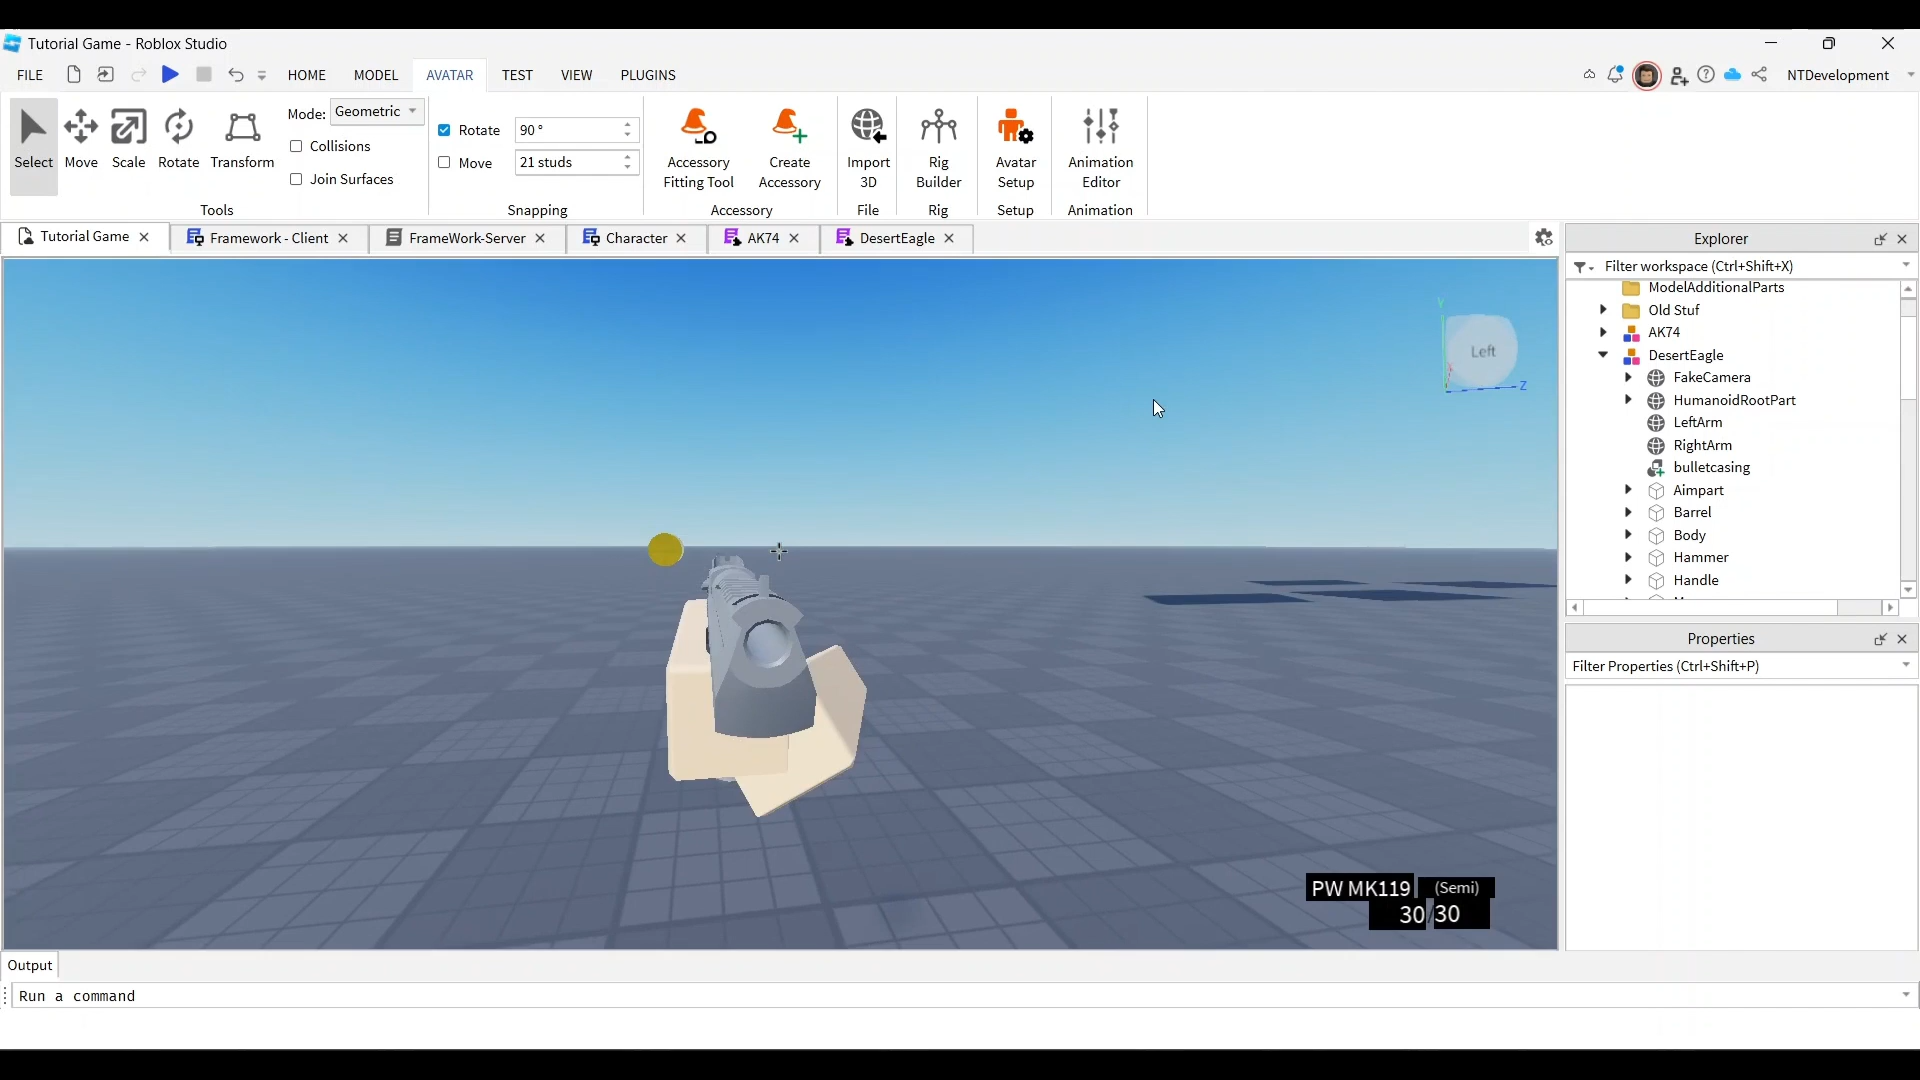 Tutorial Game - Roblox Studio
FILE HOME MODEL AVATAR TEST VIEW PLUGINS NTDevelopment
Select Move Scale Rotate Transform
Mode: Geometric
Collisions
Join Surfaces
Tools
Rotate 90 °
Move 21 studs
Snapping
Accessory Fitting Tool
Create Accessory
Accessory
Import 3D
File
Rig Builder
Rig
Avatar Setup
Setup
Animation Editor
Animation
Tutorial Game Framework - Client FrameWork-Server Character AK74 DesertEagle
Y
Left
Z
PW MK119 (Semi)
30/30
Explorer
Filter workspace (Ctrl+Shift+X)
ModelAdditionalParts
Old Stuf
AK74
DesertEagle
FakeCamera
HumanoidRootPart
LeftArm
RightArm
bulletcasing
Aimpart
Barrel
Body
Hammer
Handle
Properties
Filter Properties (Ctrl+Shift+P)
Output
Run a command